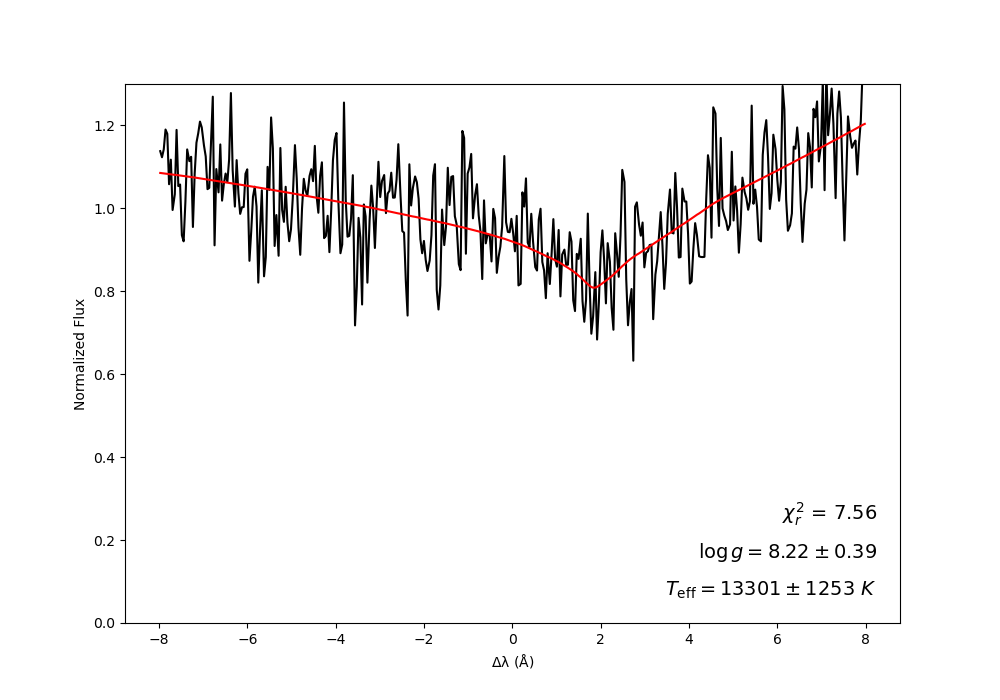 1.2
1.0
0.8
0.6
0.4
0.2
0.0
Normalized Flux
χ²ᵣ = 7.56
log g = 8.22 ± 0.39
T_eff = 13301 ± 1253 K
−8 −6 −4 −2 0 2 4 6 8
Δλ (Å)